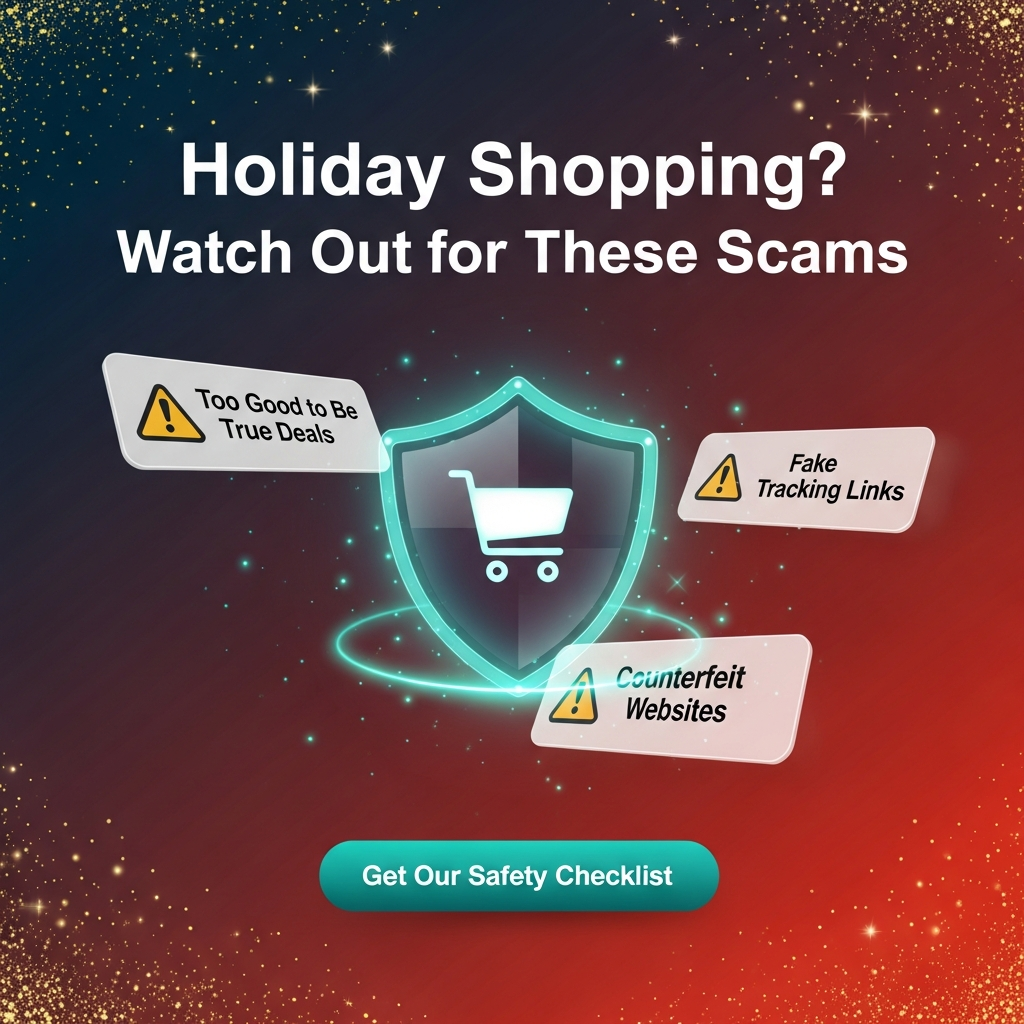 Holiday Shopping?
Watch Out for These Scams
Too Good to Be
True Deals
Fake
Tracking Links
Counterfeit
Websites
Get Our Safety Checklist